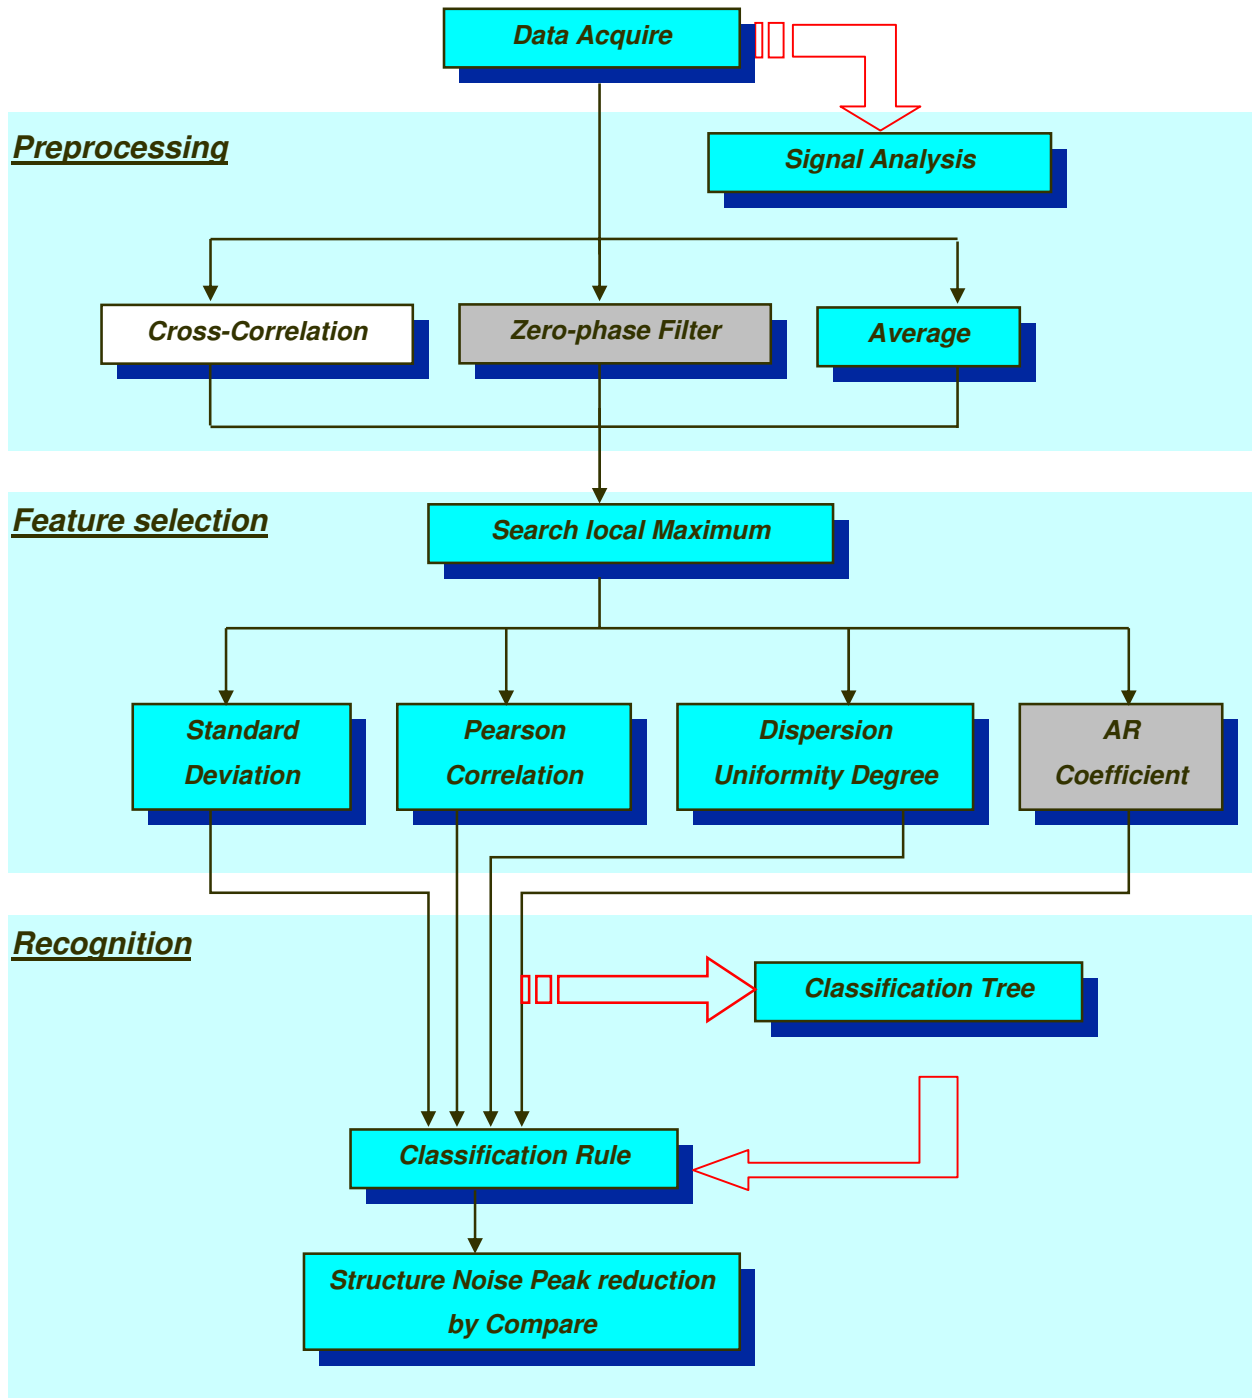 Data Acquire
Preprocessing
Signal Analysis
Cross-Correlation
Zero-phase Filter
Average
Feature selection
Search local Maximum
Standard
Deviation
Pearson
Correlation
Dispersion
Uniformity Degree
AR
Coefficient
Recognition
Classification Tree
Classification Rule
Structure Noise Peak reduction
by Compare